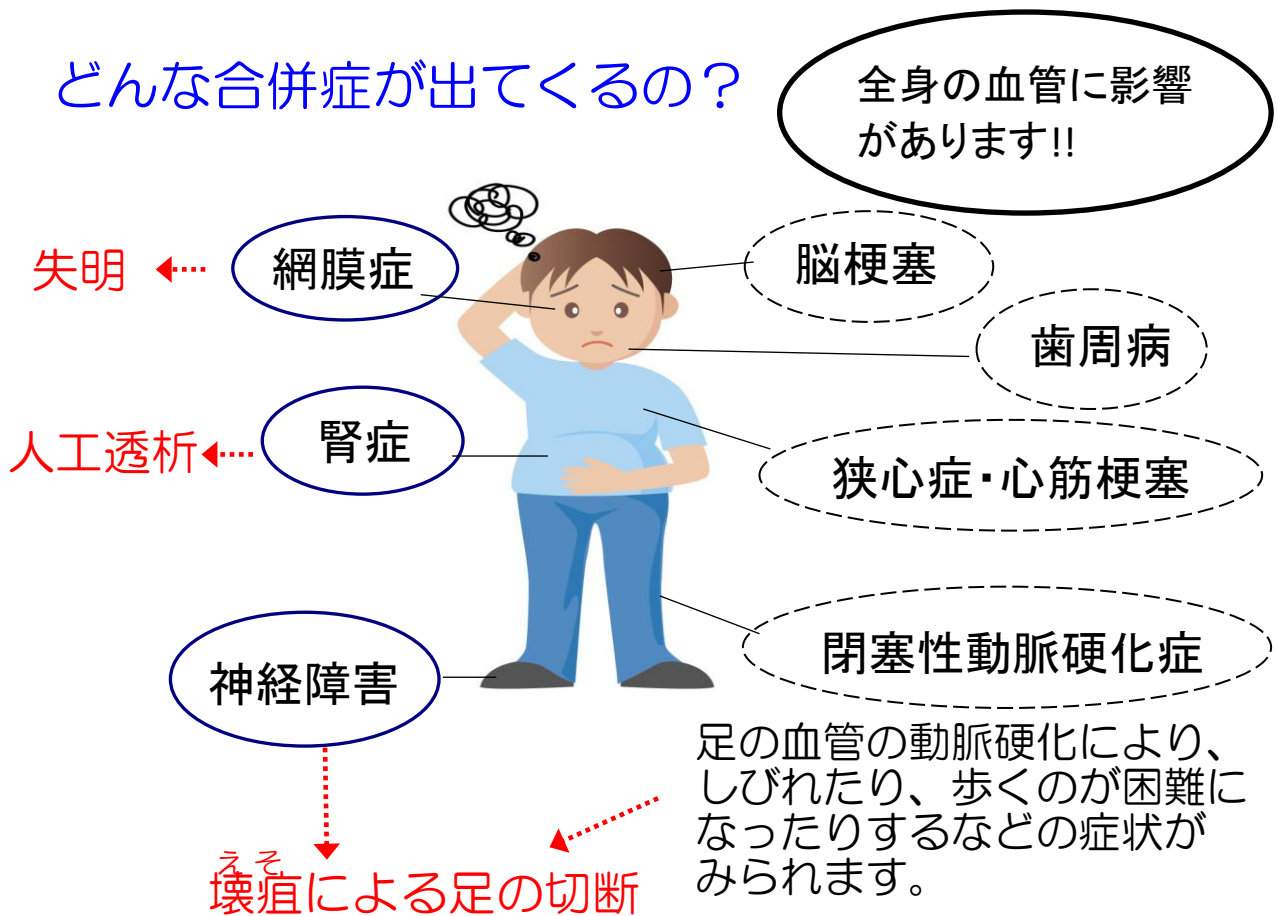 どんな合併症が出てくるの?
全身の血管に影響
があります!!
失明
網膜症
脳梗塞
歯周病
人工透析
腎症
狭心症・心筋梗塞
神経障害
閉塞性動脈硬化症
足の血管の動脈硬化により、
しびれたり、歩くのが困難に
なったりするなどの症状が
みられます。
えそ
壊疽による足の切断